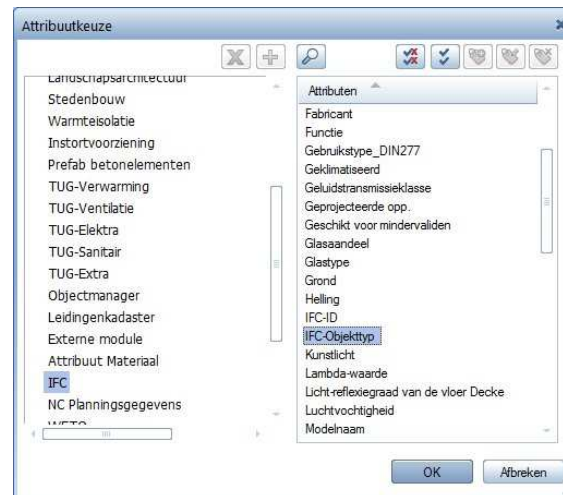 Attribuutkeuze
Landschapsarchitectuur
Stedenbouw
Warmteisolatie
Instortvoorziening
Prefab betonelementen
TUG-Verwarming
TUG-Ventilatie
TUG-Elektra
TUG-Sanitair
TUG-Extra
Objectmanager
Leidingenkadaster
Externe module
Attribuut Materiaal
IFC
NC Planningsgegevens
Attributen
Fabricant
Functie
Gebruikstype_DIN277
Geklimatiseerd
Geluidstransmissieklasse
Geprojecteerde opp.
Geschikt voor mindervaliden
Glasaandeel
Glastype
Grond
Helling
IFC-ID
IFC-Objekttyp
Kunstlicht
Lambda-waarde
Licht-reflexiegraad van de vloer Decke
Luchtvochtigheid
Modelnaam
OK
Afbreken